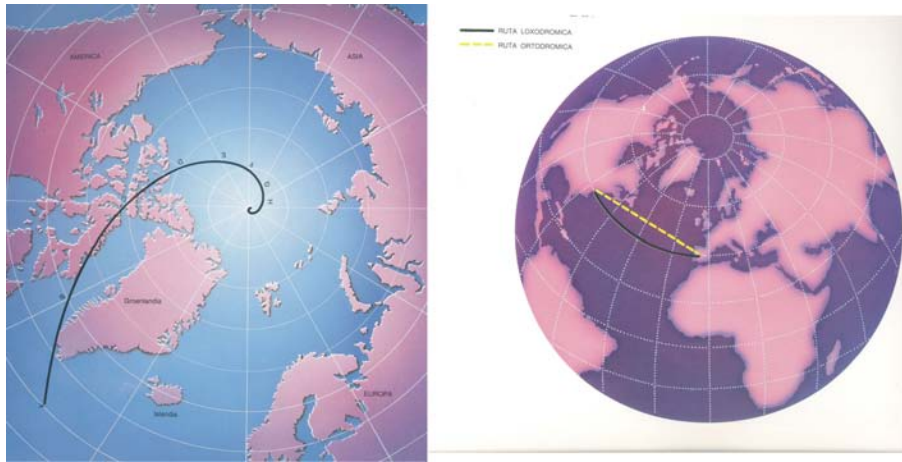 AMERICA
ASIA
Groenlandia
Islandia
EUROPA
RUTA LOXODROMICA
RUTA ORTODROMICA